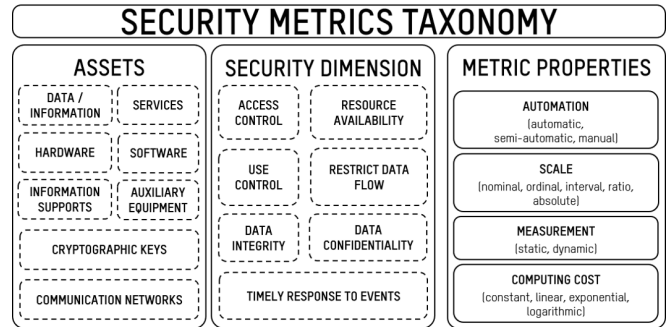 SECURITY METRICS TAXONOMY
ASSETS
DATA /
INFORMATION
SERVICES
HARDWARE
SOFTWARE
INFORMATION
SUPPORTS
AUXILIARY
EQUIPMENT
CRYPTOGRAPHIC KEYS
COMMUNICATION NETWORKS
SECURITY DIMENSION
ACCESS
CONTROL
RESOURCE
AVAILABILITY
USE
CONTROL
RESTRICT DATA
FLOW
DATA
INTEGRITY
DATA
CONFIDENTIALITY
TIMELY RESPONSE TO EVENTS
METRIC PROPERTIES
AUTOMATION
(automatic,
semi-automatic, manual)
SCALE
(nominal, ordinal, interval, ratio,
absolute)
MEASUREMENT
(static, dynamic)
COMPUTING COST
(constant, linear, exponential,
logarithmic)